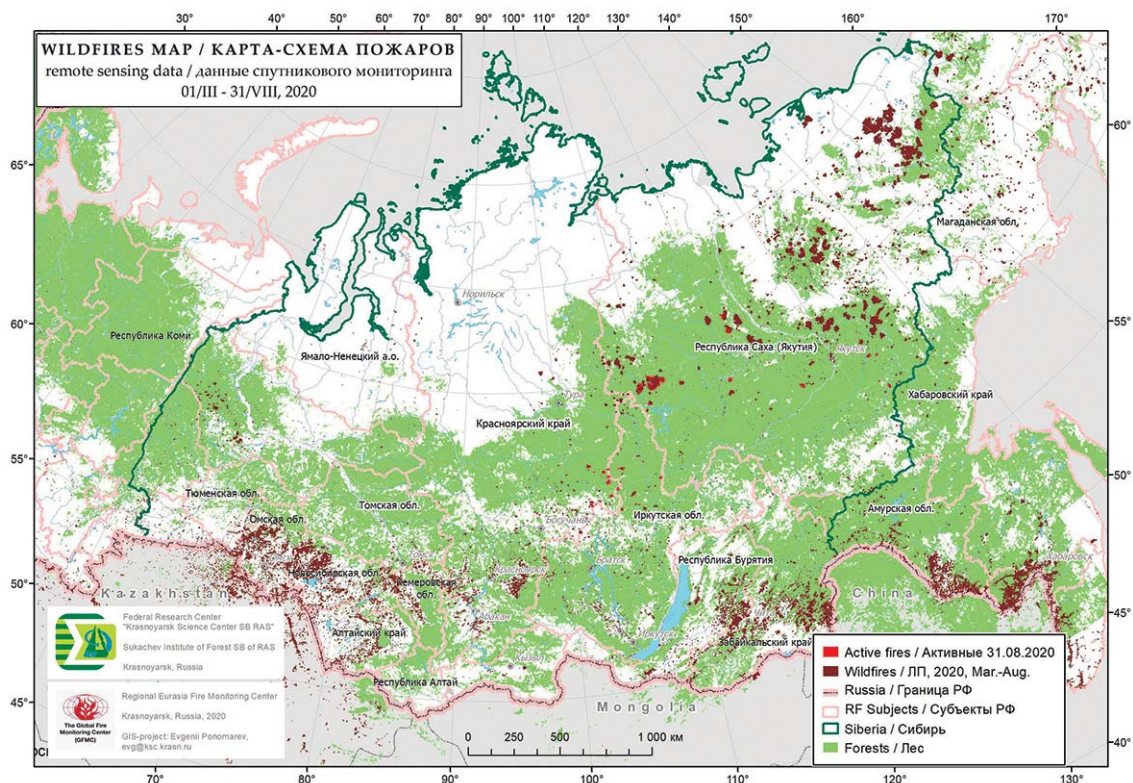 30° 40° 50° 60° 70° 80° 90° 100° 110° 120° 130° 140° 150° 160° 170°
WILDFIRES MAP / КАРТА-СХЕМА ПОЖАРОВ
remote sensing data / данные спутникового мониторинга
01/III - 31/VIII, 2020
65°
60°
55°
50°
45°
60°
55°
50°
45°
40°
Магаданская обл.
Норильск
Республика Коми
Ямало-Ненецкий а.о.
Республика Саха (Якутия)
Якутск
Тура
Красноярский край
Хабаровский край
Тюменская обл.
Томская обл.
Омская обл.
Богучаны
Иркутская обл.
Амурская обл.
Томск
Новосибирская обл.
Кемеровская
обл.
Красноярск
Братск
Республика Бурятия
Хабаровск
Kazakhstan
China
Алтайский край
Абакан
Иркутск
Забайкальский край
Кызыл
Республика Алтай
Mongolia
Federal Research Center
"Krasnoyarsk Science Center SB RAS"
Sukachev Institute of Forest SB of RAS
Krasnoyarsk, Russia
The Global Fire
Monitoring Center
(GFMC)
Regional Eurasia Fire Monitoring Center
Krasnoyarsk, Russia, 2020
GIS-project: Evgenii Ponomarev,
evg@ksc.krasn.ru
Active fires / Активные 31.08.2020
Wildfires / ЛП, 2020, Mar.-Aug.
Russia / Граница РФ
RF Subjects / Субъекты РФ
Siberia / Сибирь
Forests / Лес
0 250 500 1 000 км
70° 80° 90° 100° 110° 120° 130°